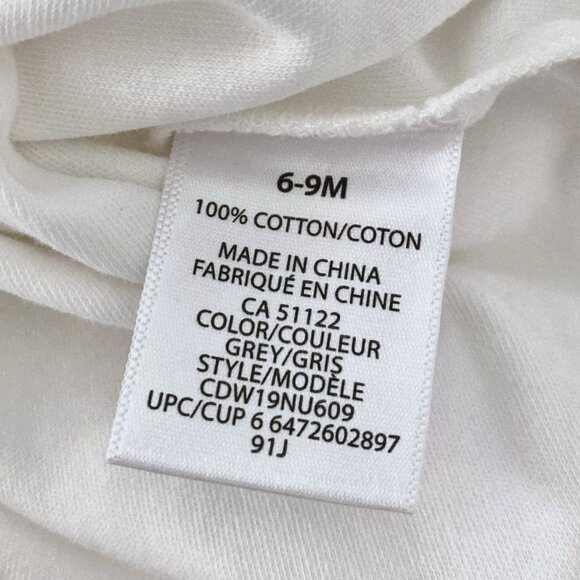 6-9M
100% COTTON/COTON
MADE IN CHINA
FABRIQUÉ EN CHINE
CA 51122
COLOR/COULEUR
GREY/GRIS
STYLE/MODÈLE
CDW19NU609
UPC/CUP 6 6472602897
91J